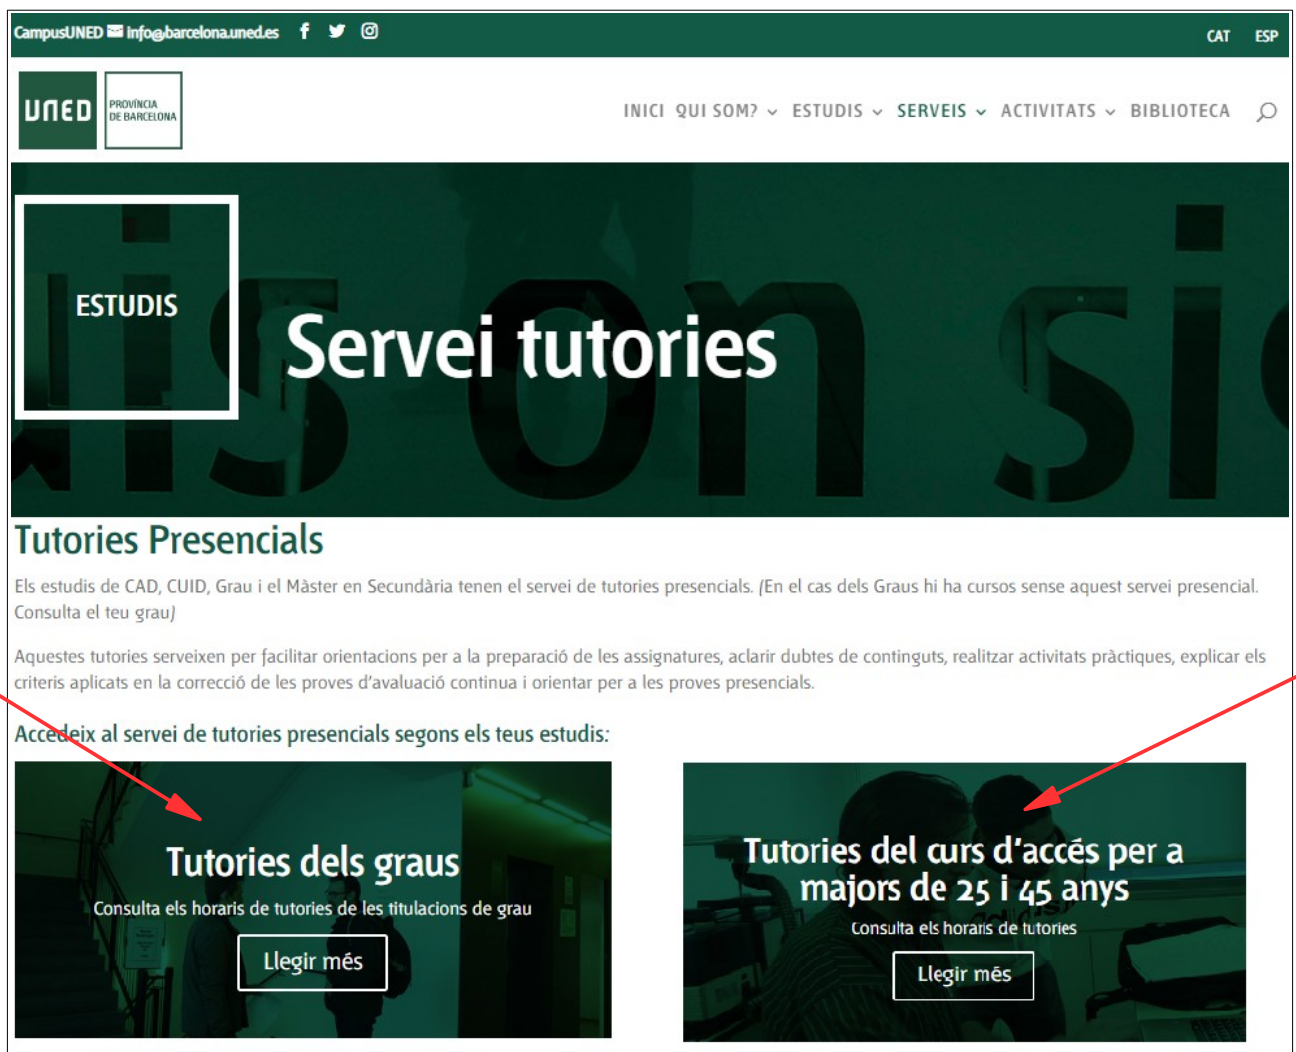 CampusUNED info@barcelona.uned.es
CAT ESP
UNED PROVÍNCIA DE BARCELONA
INICI QUI SOM? ESTUDIS SERVEIS ACTIVITATS BIBLIOTECA
ESTUDIS
Servei tutories
Tutories Presencials
Els estudis de CAD, CUID, Grau i el Màster en Secundària tenen el servei de tutories presencials. (En el cas dels Graus hi ha cursos sense aquest servei presencial.
Consulta el teu grau)
Aquestes tutories serveixen per facilitar orientacions per a la preparació de les assignatures, aclarir dubtes de continguts, realitzar activitats pràctiques, explicar els
criteris aplicats en la correcció de les proves d'avaluació continua i orientar per a les proves presencials.
Accedeix al servei de tutories presencials segons els teus estudis:
Tutories dels graus
Consulta els horaris de tutories de les titulacions de grau
Llegir més
Tutories del curs d'accés per a
majors de 25 i 45 anys
Consulta els horaris de tutories
Llegir més